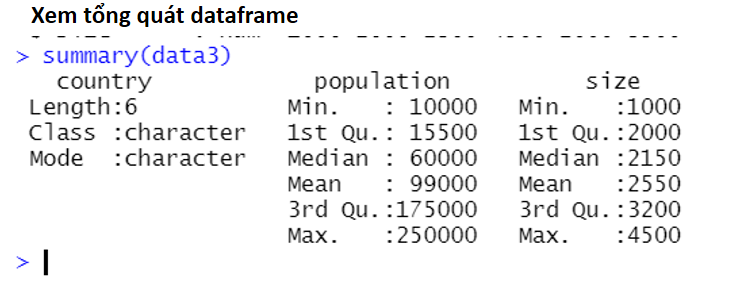 Xem tổng quát dataframe
> summary(data3)
country population size
Length:6 Min. : 10000 Min. :1000
Class :character 1st Qu.: 15500 1st Qu.:2000
Mode :character Median : 60000 Median :2150
Mean : 99000 Mean :2550
3rd Qu.:175000 3rd Qu.:3200
Max. :250000 Max. :4500
>